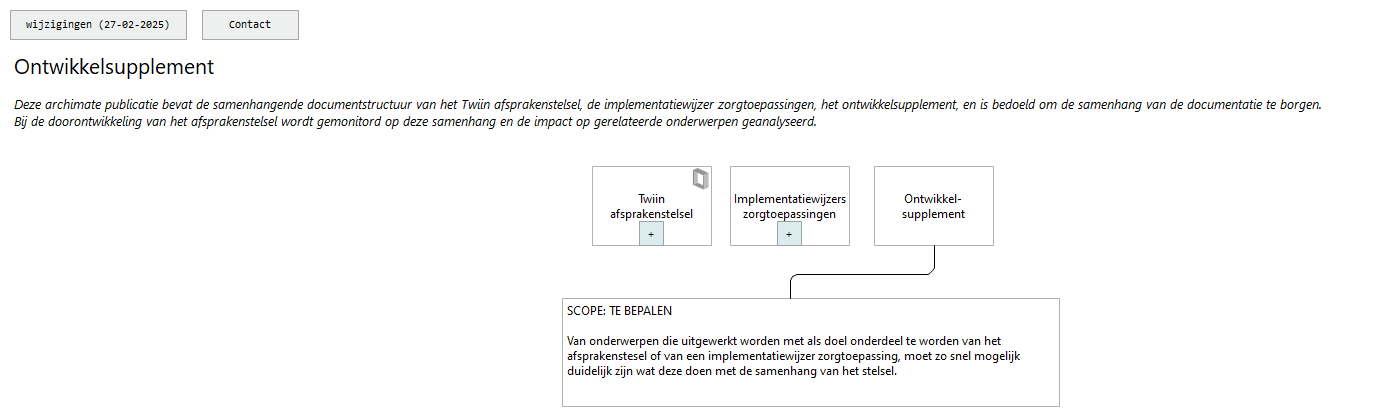 wijzigingen (27-02-2025)
Contact
Ontwikkelsupplement
Deze archimate publicatie bevat de samenhangende documentstructuur van het Twiin afsprakenstelsel, de implementatiewijzer zorgtoepassingen, het ontwikkelsupplement, en is bedoeld om de samenhang van de documentatie te borgen.
Bij de doorontwikkeling van het afsprakenstelsel wordt gemonitord op deze samenhang en de impact op gerelateerde onderwerpen geanalyseerd.
Twiin
afsprakenstelsel
+
Implementatiewijzers
zorgtoepassingen
+
Ontwikkel-
supplement
SCOPE: TE BEPALEN
Van onderwerpen die uitgewerkt worden met als doel onderdeel te worden van het
afsprakenstesel of van een implementatiewijzer zorgtoepassing, moet zo snel mogelijk
duidelijk zijn wat deze doen met de samenhang van het stelsel.